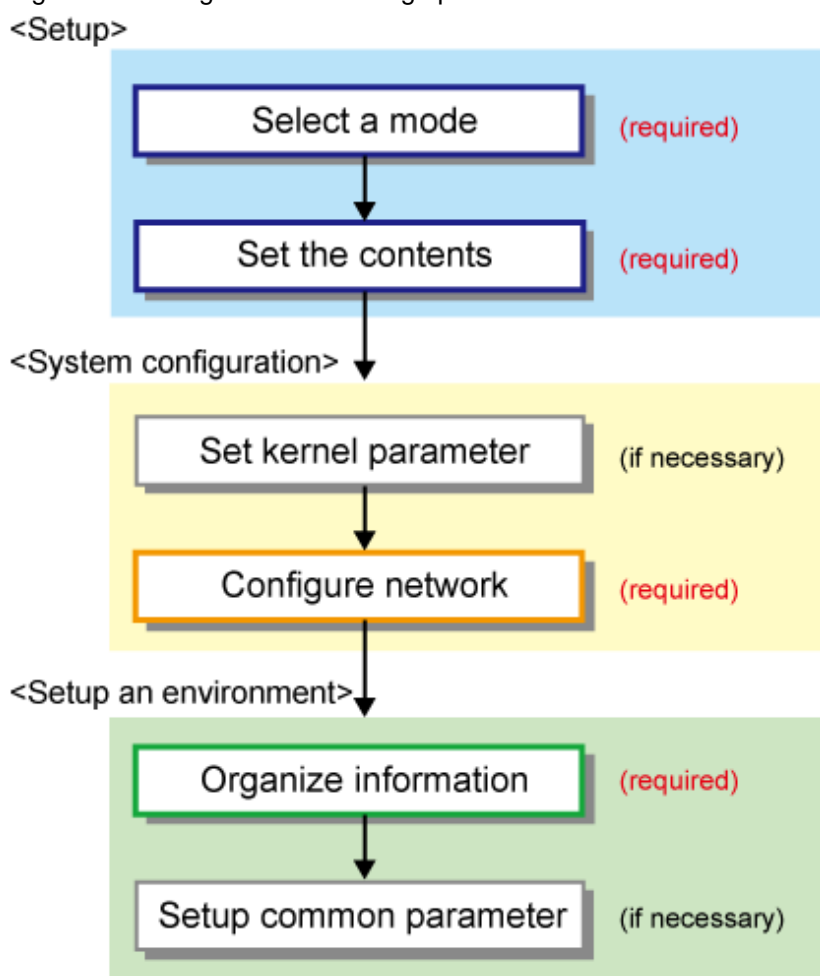 <Setup>
Select a mode (required)
Set the contents (required)
<System configuration>
Set kernel parameter (if necessary)
Configure network (required)
<Setup an environment>
Organize information (required)
Setup common parameter (if necessary)